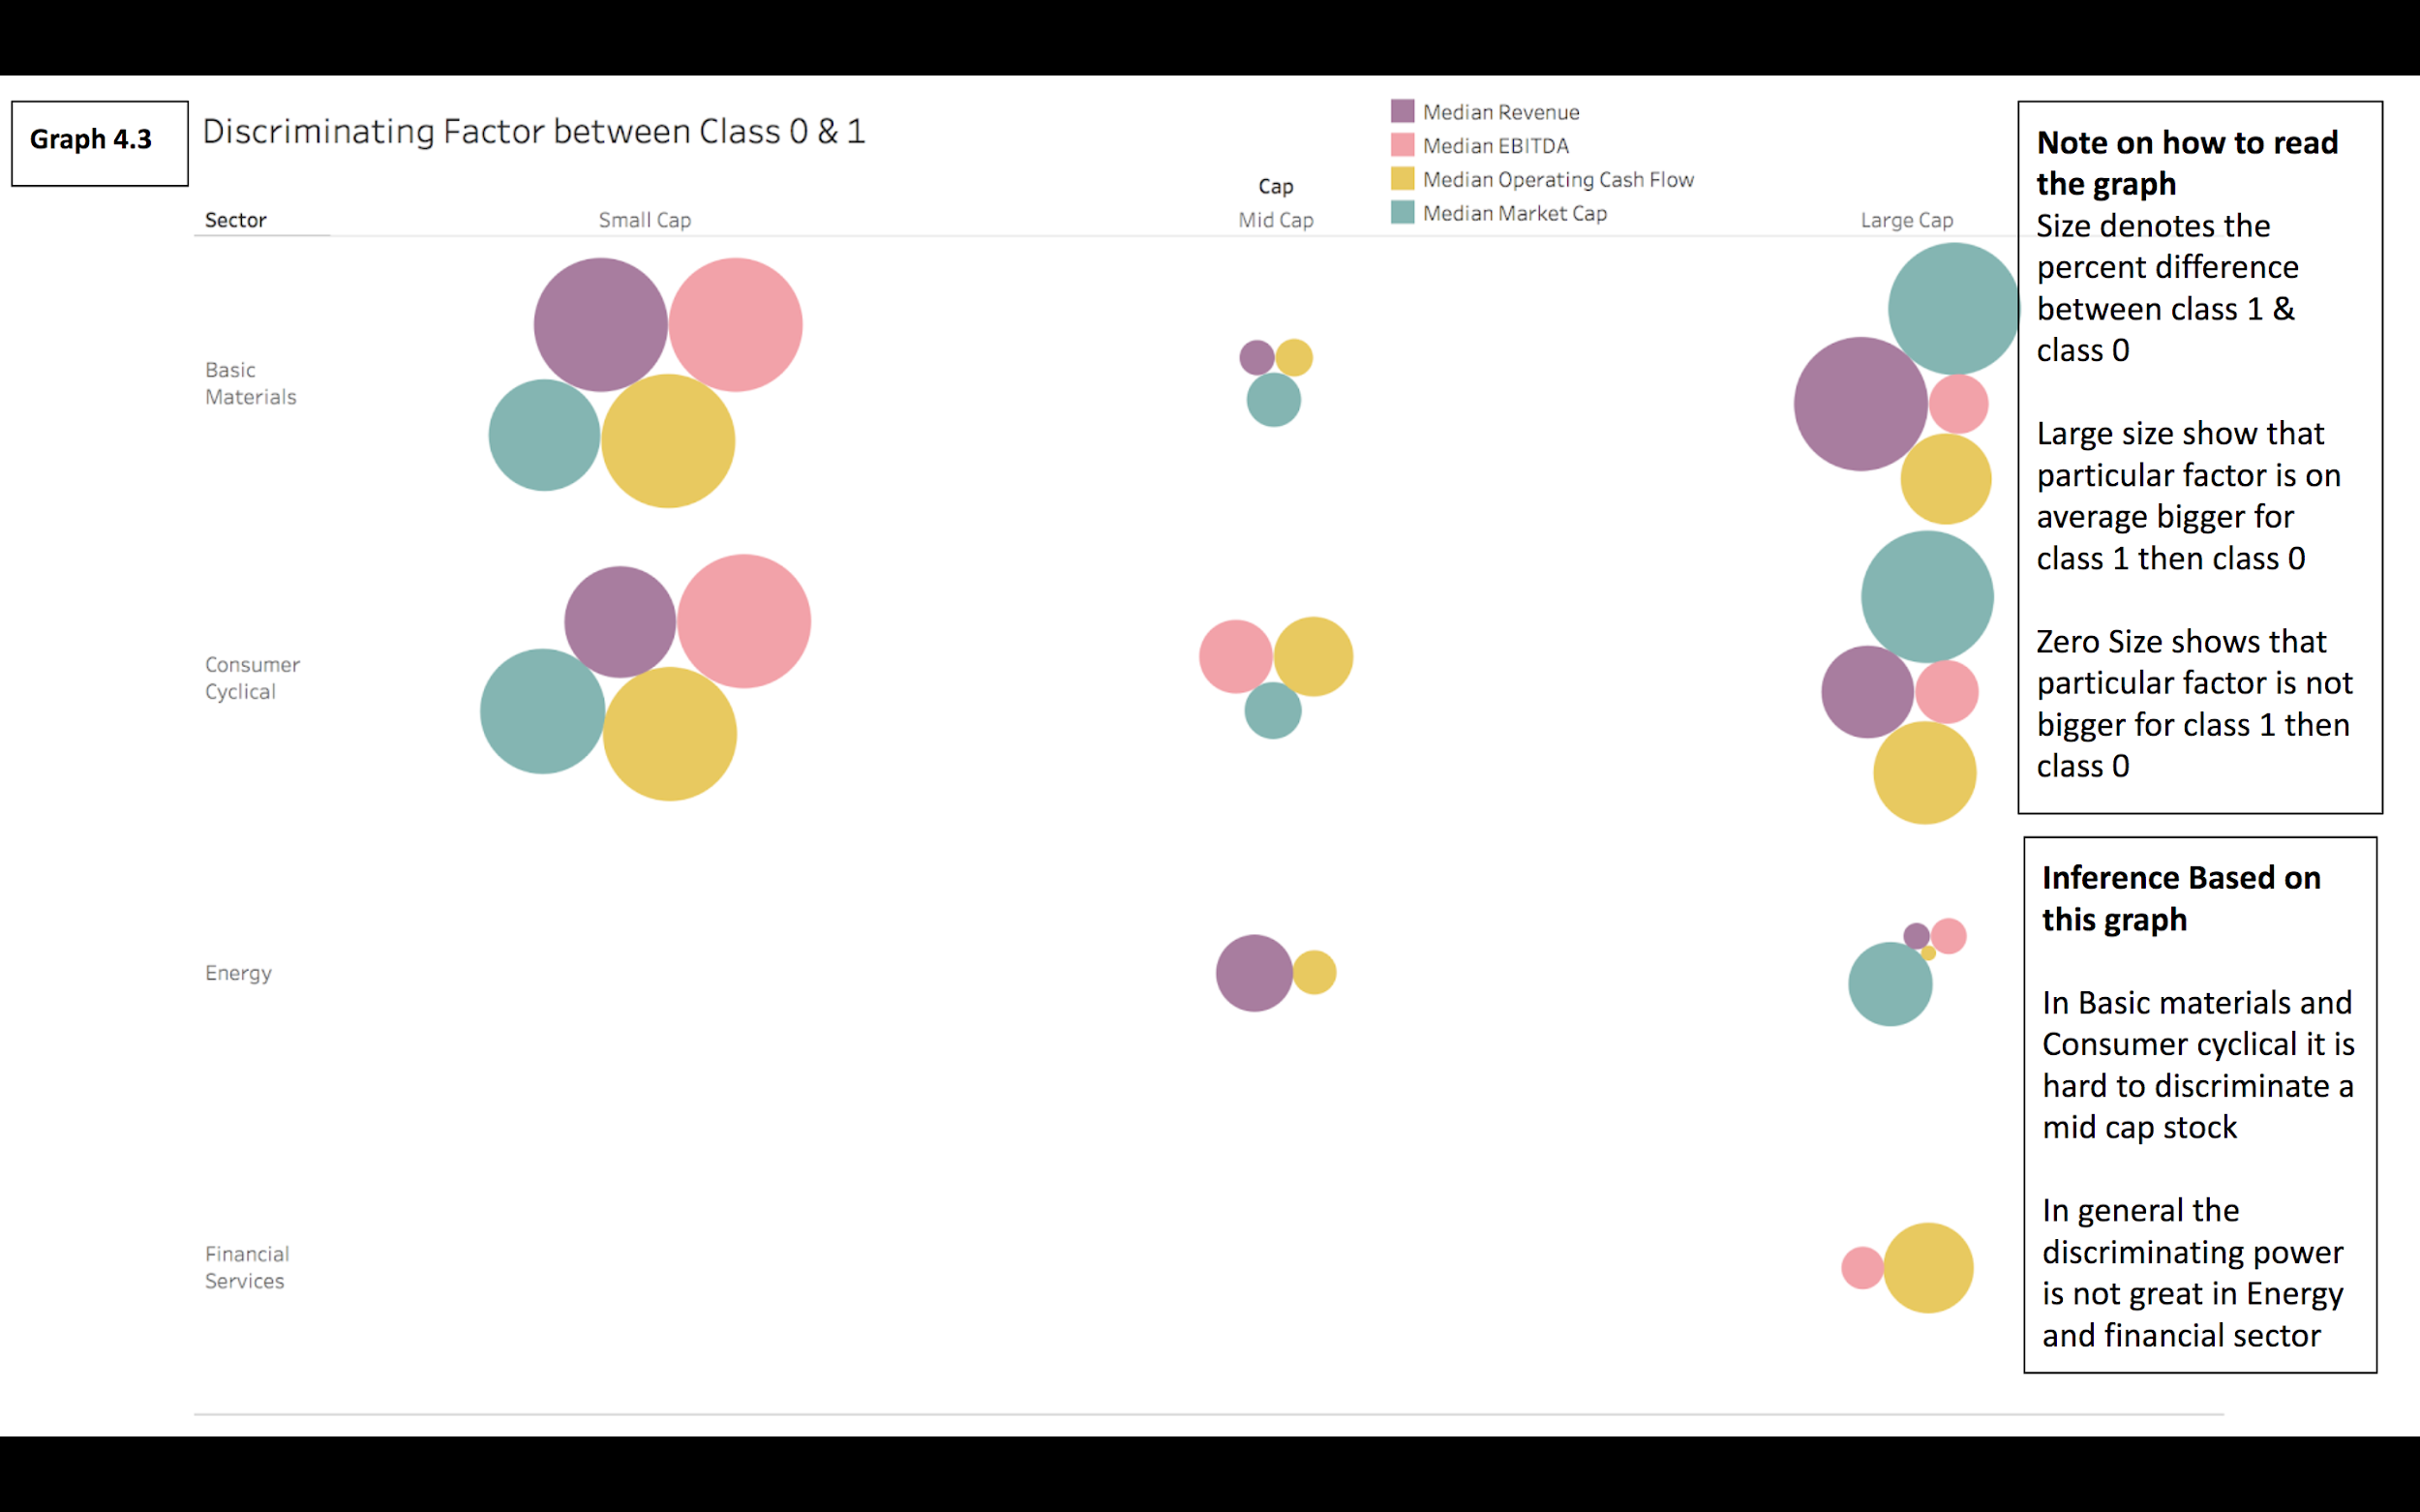 Graph 4.3
Discriminating Factor between Class 0 & 1
Median Revenue
Median EBITDA
Median Operating Cash Flow
Median Market Cap
Cap
Sector
Small Cap
Mid Cap
Large Cap
Basic
Materials
Consumer
Cyclical
Energy
Financial
Services
Note on how to read
the graph
Size denotes the
percent difference
between class 1 &
class 0
Large size show that
particular factor is on
average bigger for
class 1 then class 0
Zero Size shows that
particular factor is not
bigger for class 1 then
class 0
Inference Based on
this graph
In Basic materials and
Consumer cyclical it is
hard to discriminate a
mid cap stock
In general the
discriminating power
is not great in Energy
and financial sector